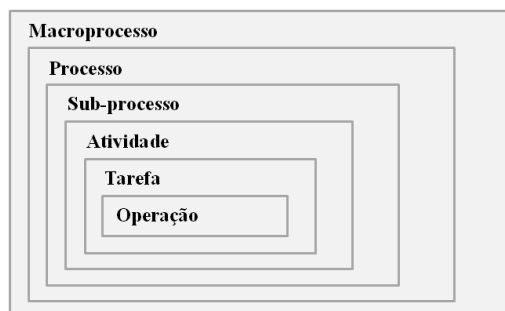 Macroprocesso
Processo
Sub-processo
Atividade
Tarefa
Operação